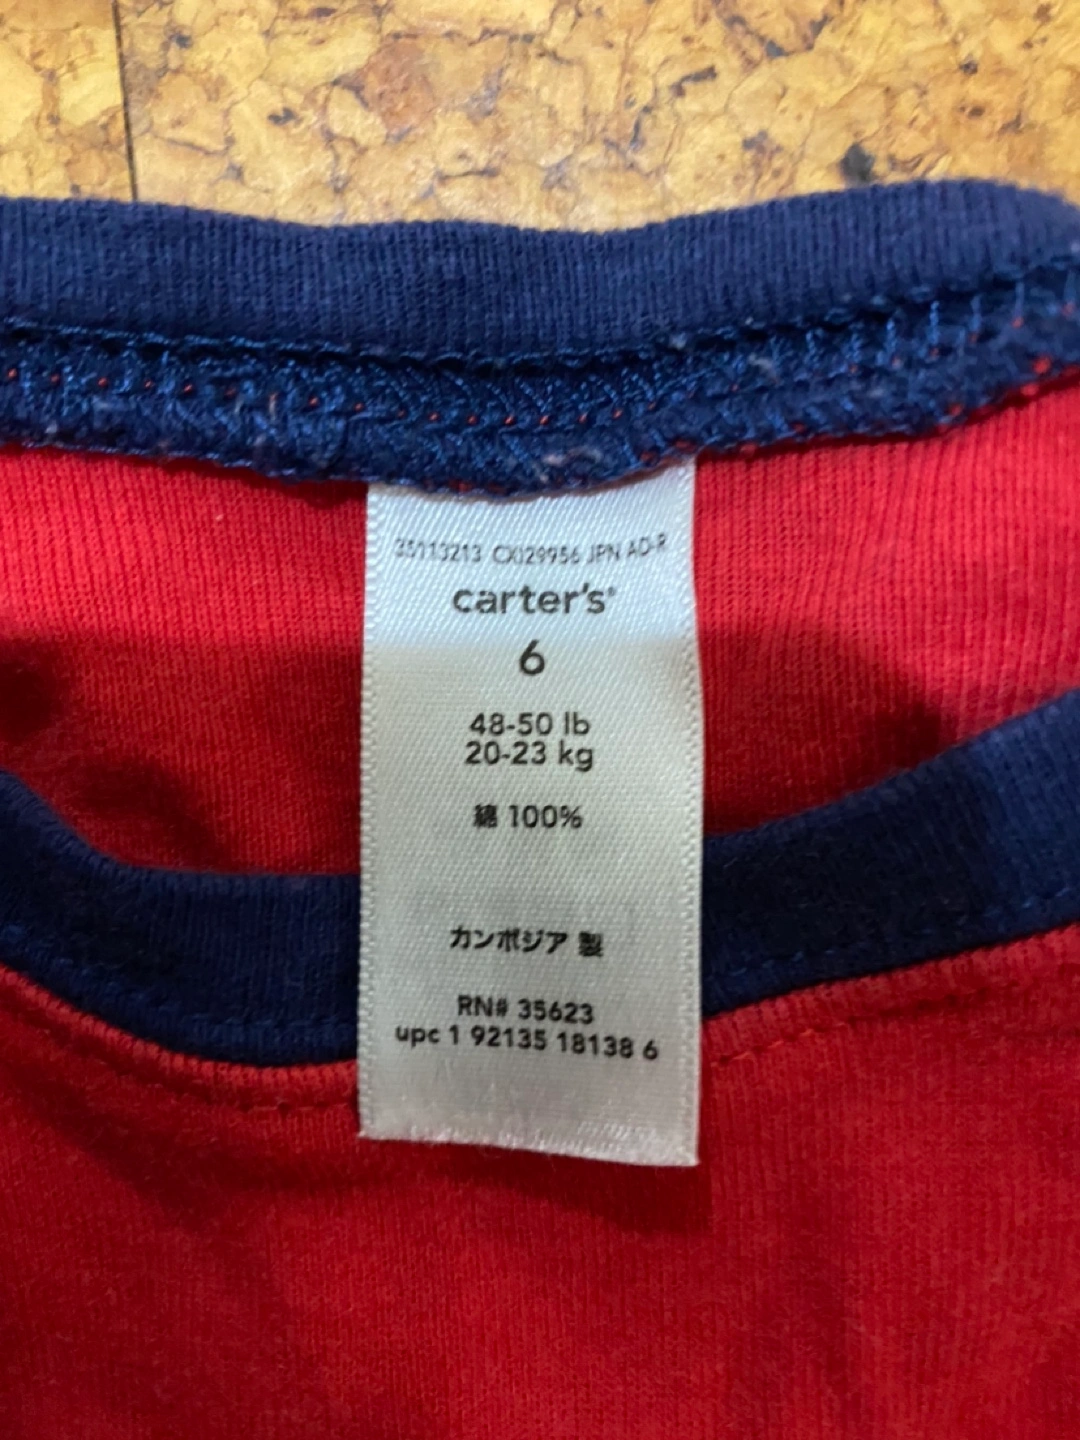 35113213 CXI29956 JPN AD-R
carter's®
6
48-50 lb
20-23 kg
綿 100%
カンボジア 製
RN# 35623
upc 1 92135 18138 6